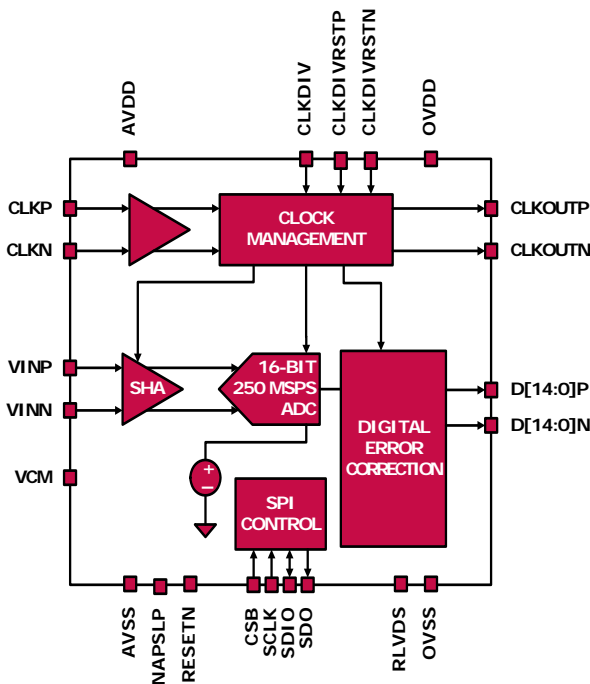 AVDD
CLKDIV
CLKDIVRSTP
CLKDIVRSTN
OVDD
CLKP
CLKN
CLOCK
MANAGEMENT
CLKOUTP
CLKOUTN
VINP
VINN
SHA
16-BIT
250 MSPS
ADC
DIGITAL
ERROR
CORRECTION
D[14:0]P
D[14:0]N
VCM
+
–
SPI
CONTROL
AVSS
NAPSLP
RESETN
CSB
SCLK
SDIO
SDO
RLVDS
OVSS